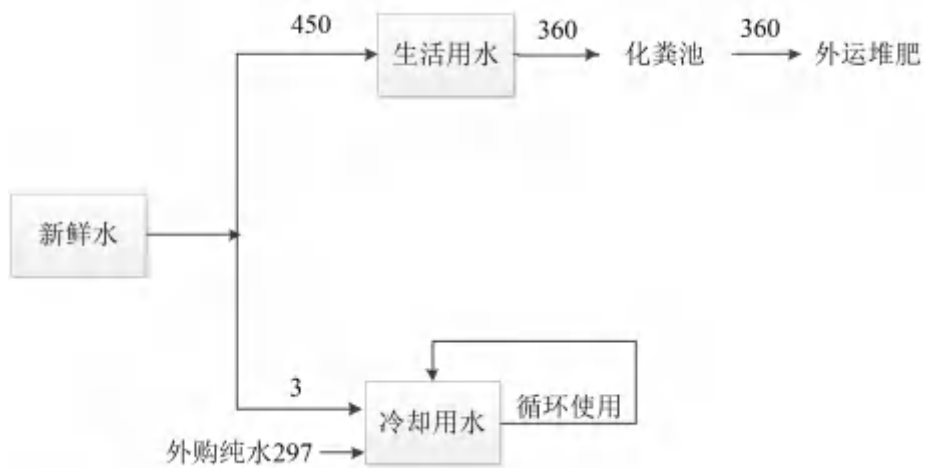 450
生活用水
360
化粪池
360
外运堆肥
新鲜水
3
冷却用水
循环使用
外购纯水297